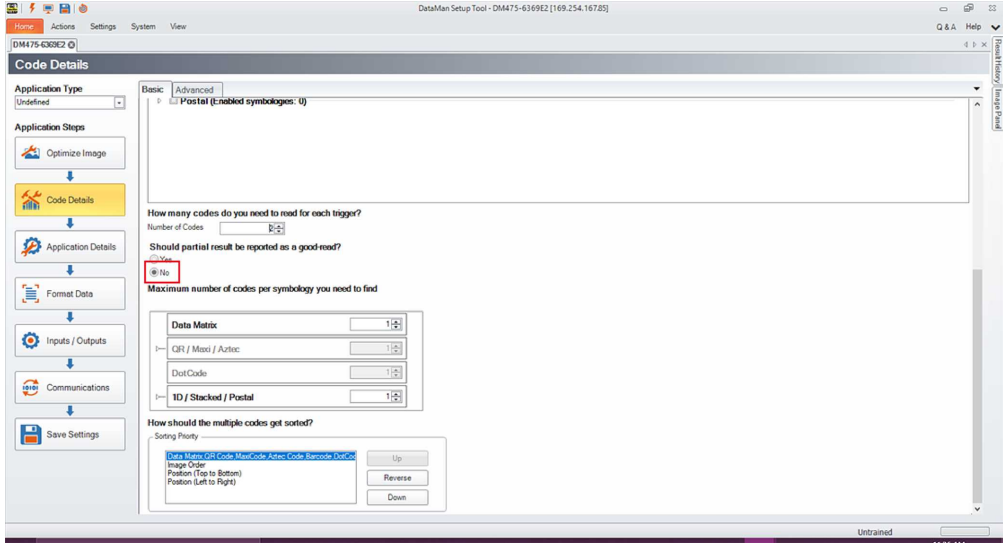 DataMan Setup Tool - DM475-6369E2 [169.254.167.85]
Home Actions Settings System View Q & A Help
DM475-6369E2
Code Details
Result History
Image Panel
Application Type
Undefined
Application Steps
Optimize Image
Code Details
Application Details
Format Data
Inputs / Outputs
Communications
Save Settings
Basic Advanced
Postal (Enabled symbologies: 0)
How many codes do you need to read for each trigger?
Number of Codes 2
Should partial result be reported as a good-read?
Yes
No
Maximum number of codes per symbology you need to find
Data Matrix 1
QR / Maxi / Aztec 1
DotCode 1
1D / Stacked / Postal 1
How should the multiple codes get sorted?
Sorting Priority
Data Matrix,QR Code,MaxiCode,Aztec Code,Barcode,DotCod
Image Order
Position (Top to Bottom)
Position (Left to Right)
Up
Reverse
Down
Untrained